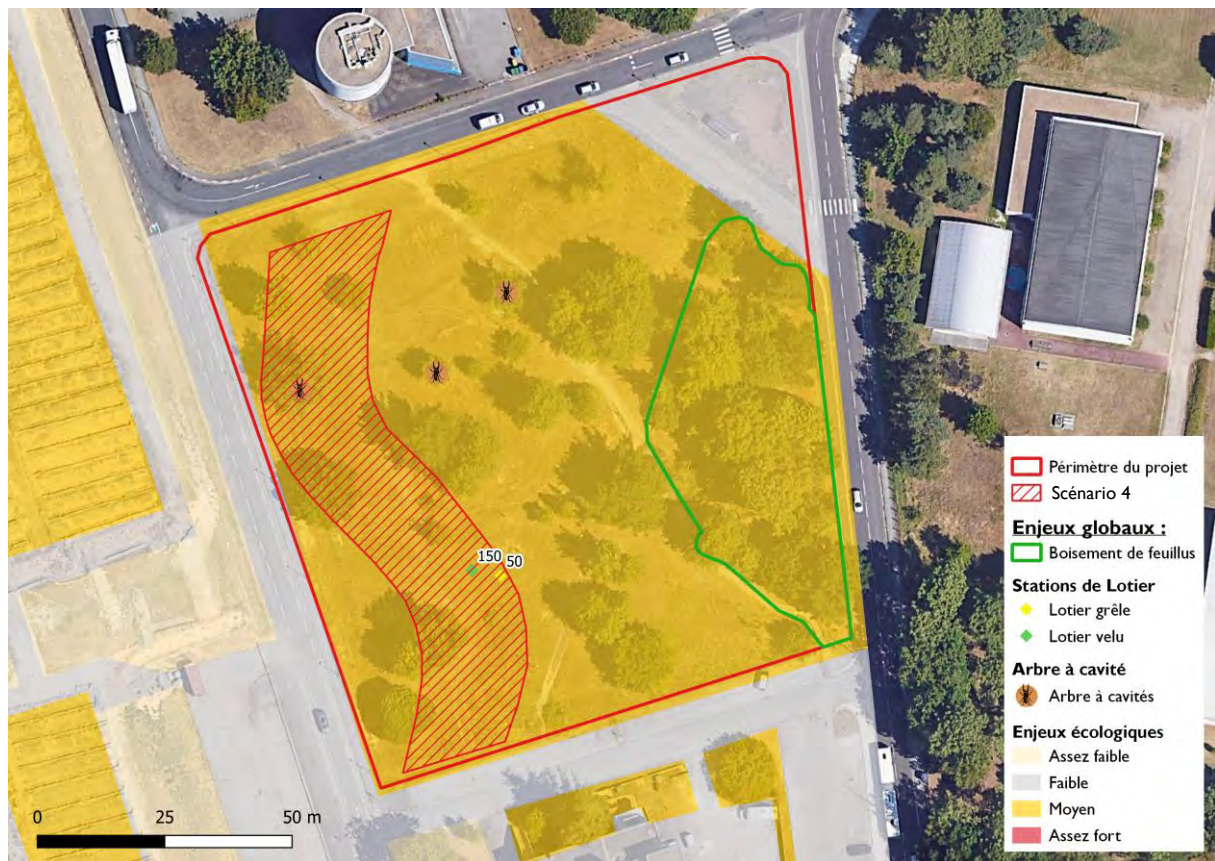 150
50
Périmètre du projet
Scénario 4
Enjeux globaux :
Boisement de feuillus
Stations de Lotier
Lotier grêle
Lotier velu
Arbre à cavité
Arbre à cavités
Enjeux écologiques
Assez faible
Faible
Moyen
Assez fort
0 25 50 m